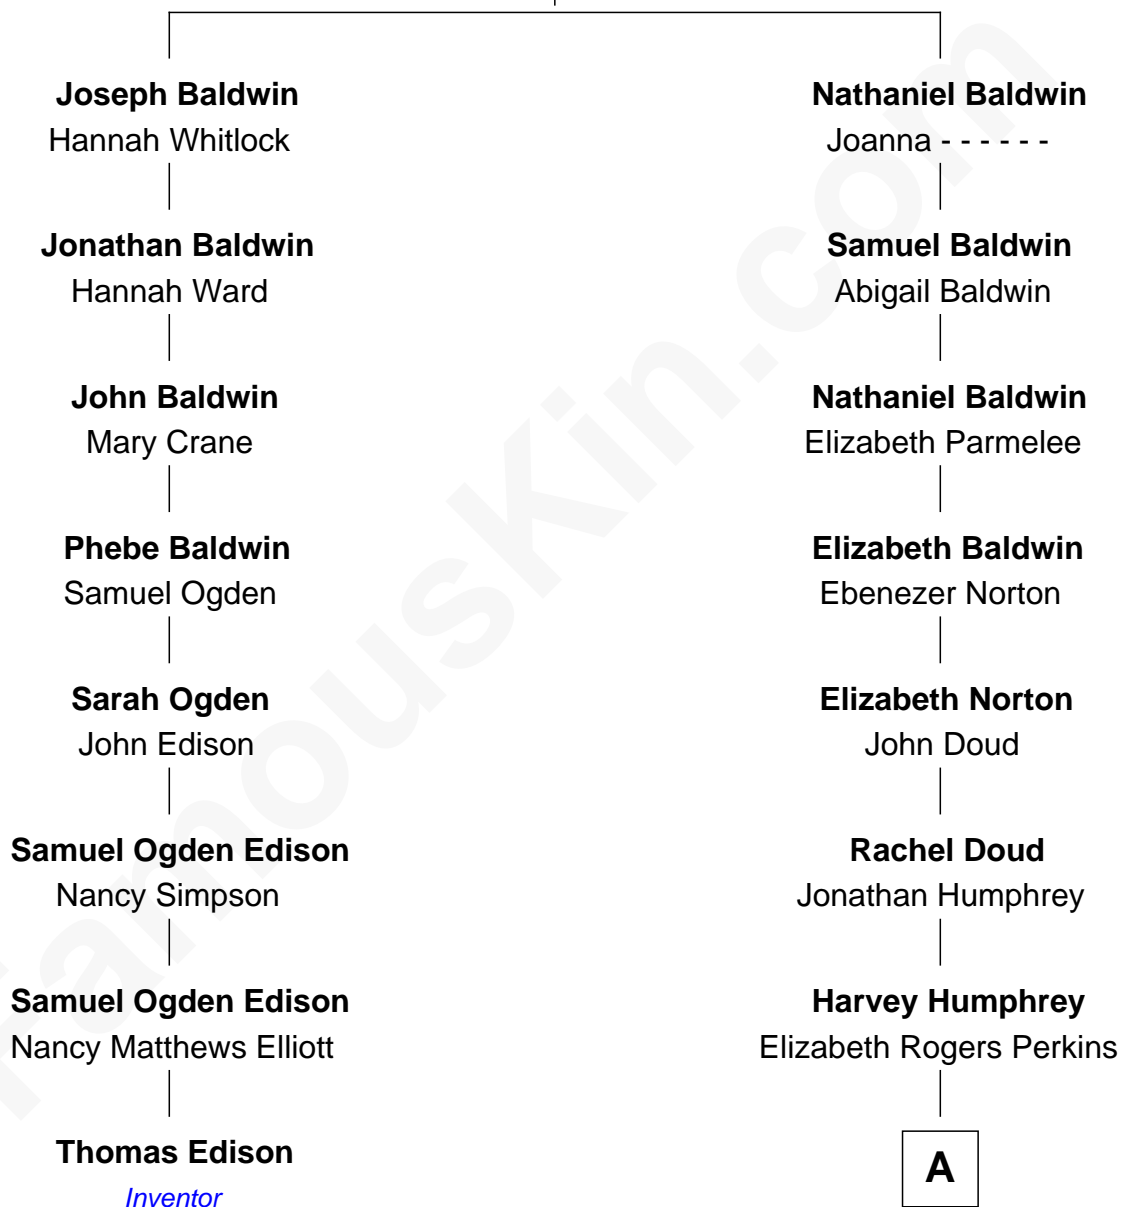 Joseph Baldwin
Hannah Whitlock
Jonathan Baldwin
Hannah Ward
John Baldwin
Mary Crane
Phebe Baldwin
Samuel Ogden
Sarah Ogden
John Edison
Samuel Ogden Edison
Nancy Simpson
Samuel Ogden Edison
Nancy Matthews Elliott
Thomas Edison
Inventor
Nathaniel Baldwin
Joanna - - - - - -
Samuel Baldwin
Abigail Baldwin
Nathaniel Baldwin
Elizabeth Parmelee
Elizabeth Baldwin
Ebenezer Norton
Elizabeth Norton
John Doud
Rachel Doud
Jonathan Humphrey
Harvey Humphrey
Elizabeth Rogers Perkins
A
FamousKin.com